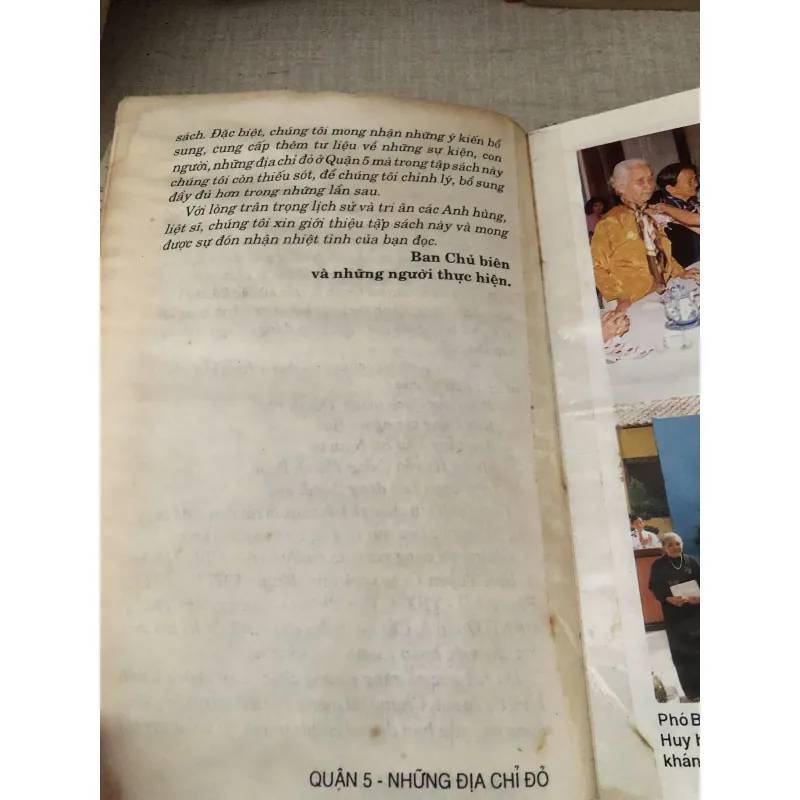 sách. Đặc biệt, chúng tôi mong nhận những ý kiến bổ
sung, cung cấp thêm tư liệu về những sự kiện, con
người, những địa chỉ đỏ ở Quận 5 mà trong tập sách này
chúng tôi còn thiếu sót, để chúng tôi chỉnh lý, bổ sung
đầy đủ hơn trong những lần sau.
Với lòng trân trọng lịch sử và tri ân các Anh hùng,
liệt sĩ, chúng tôi xin giới thiệu tập sách này và mong
được sự đón nhận nhiệt tình của bạn đọc.
Ban Chủ biên
và những người thực hiện.
QUẬN 5 - NHỮNG ĐỊA CHỈ ĐỎ
Phó B
Huy h
khán